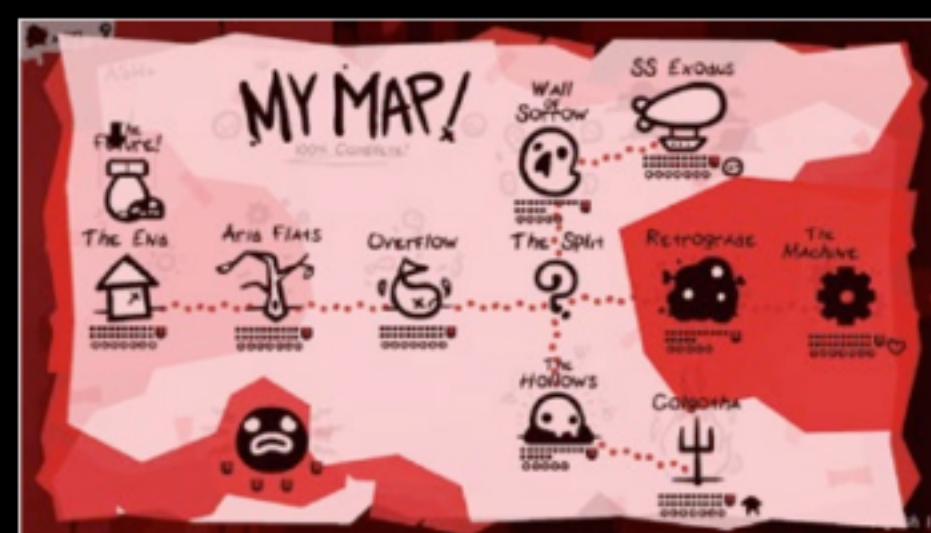 MY MAP!
100% Complete!
SS Exodus
Wall
of
Sorrow
The
Future!
The End
Arid Flats
Overflow
The Split
Retrograde
The
Machine
The
Hollows
Golgotha